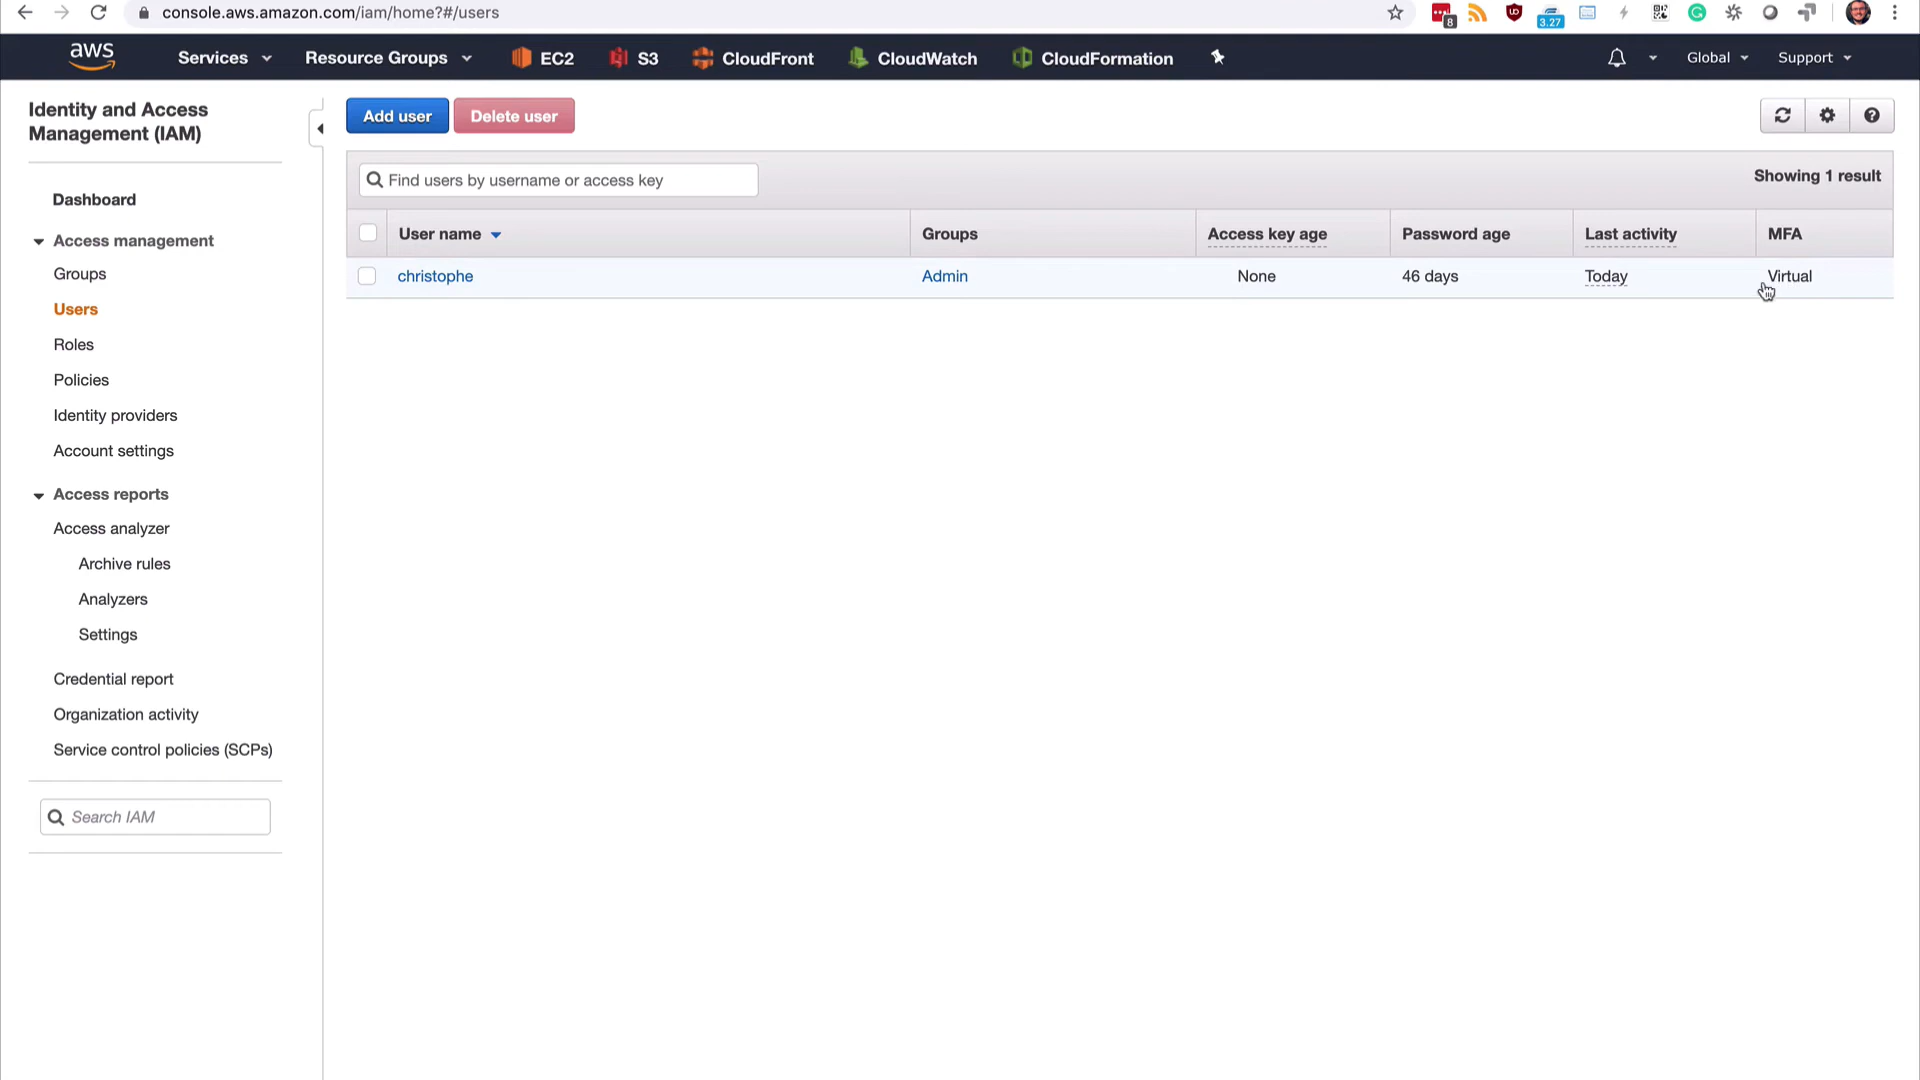 console.aws.amazon.com/iam/home?#/users
8
3.27
aws
Services
Resource Groups
EC2
S3
CloudFront
CloudWatch
CloudFormation
Global
Support
Identity and Access
Management (IAM)
Dashboard
Access management
Groups
Users
Roles
Policies
Identity providers
Account settings
Access reports
Access analyzer
Archive rules
Analyzers
Settings
Credential report
Organization activity
Service control policies (SCPs)
Search IAM
Add user
Delete user
Find users by username or access key
Showing 1 result
User name
Groups
Access key age
Password age
Last activity
MFA
christophe
Admin
None
46 days
Today
Virtual